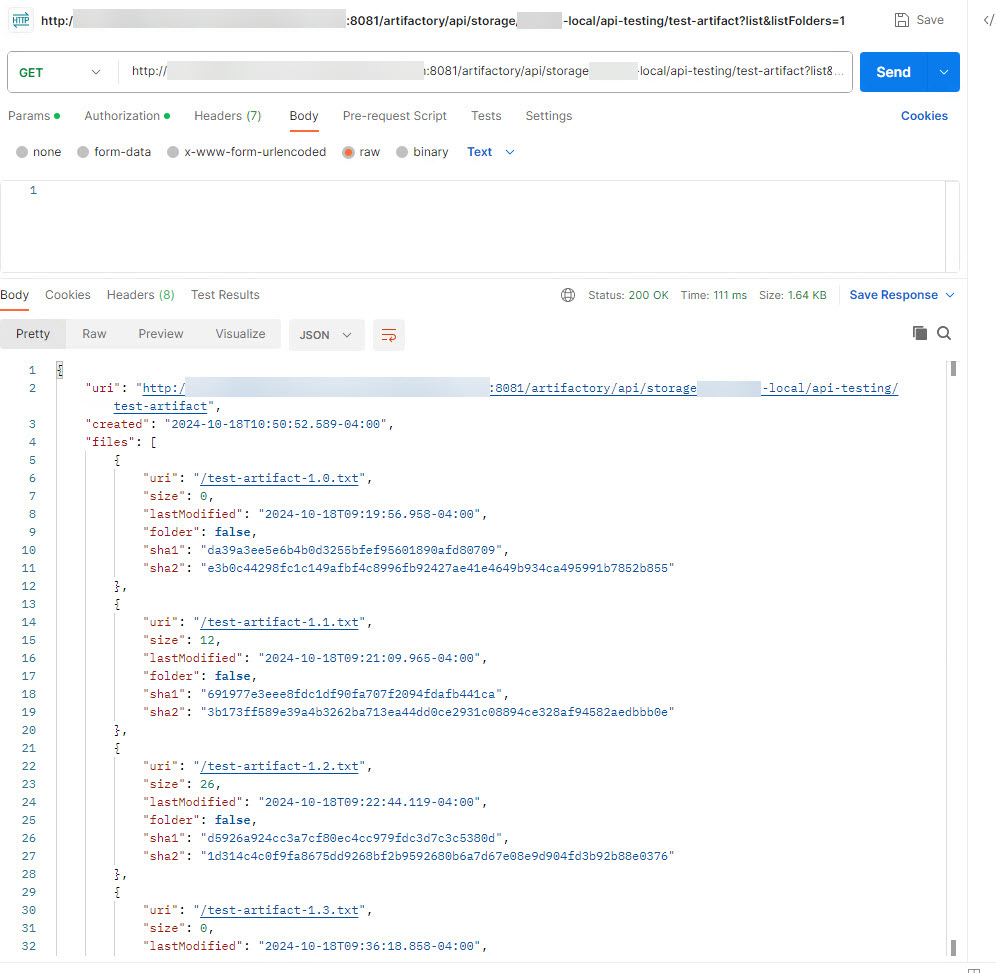 HTTP http:/ :8081/artifactory/api/storage/ -local/api-testing/test-artifact?list&listFolders=1 Save </>
GET http:// :8081/artifactory/api/storage -local/api-testing/test-artifact?list&... Send
Params Authorization Headers (7) Body Pre-request Script Tests Settings Cookies
none form-data x-www-form-urlencoded raw binary Text
1
Body Cookies Headers (8) Test Results Status: 200 OK Time: 111 ms Size: 1.64 KB Save Response
Pretty Raw Preview Visualize JSON
1 {
2 "uri": "http:/ :8081/artifactory/api/storage -local/api-testing/
test-artifact",
3 "created": "2024-10-18T10:50:52.589-04:00",
4 "files": [
5 {
6 "uri": "/test-artifact-1.0.txt",
7 "size": 0,
8 "lastModified": "2024-10-18T09:19:56.958-04:00",
9 "folder": false,
10 "sha1": "da39a3ee5e6b4b0d3255bfef95601890afd80709",
11 "sha2": "e3b0c44298fc1c149afbf4c8996fb92427ae41e4649b934ca495991b7852b855"
12 },
13 {
14 "uri": "/test-artifact-1.1.txt",
15 "size": 12,
16 "lastModified": "2024-10-18T09:21:09.965-04:00",
17 "folder": false,
18 "sha1": "691977e3eee8fdc1df90fa707f2094fdafb441ca",
19 "sha2": "3b173ff589e39a4b3262ba713ea44dd0ce2931c08894ce328af94582aedbbb0e"
20 },
21 {
22 "uri": "/test-artifact-1.2.txt",
23 "size": 26,
24 "lastModified": "2024-10-18T09:22:44.119-04:00",
25 "folder": false,
26 "sha1": "d5926a924cc3a7cf80ec4cc979fdc3d7c3c5380d",
27 "sha2": "1d314c4c0f9fa8675dd9268bf2b9592680b6a7d67e08e9d904fd3b92b88e0376"
28 },
29 {
30 "uri": "/test-artifact-1.3.txt",
31 "size": 0,
32 "lastModified": "2024-10-18T09:36:18.858-04:00",